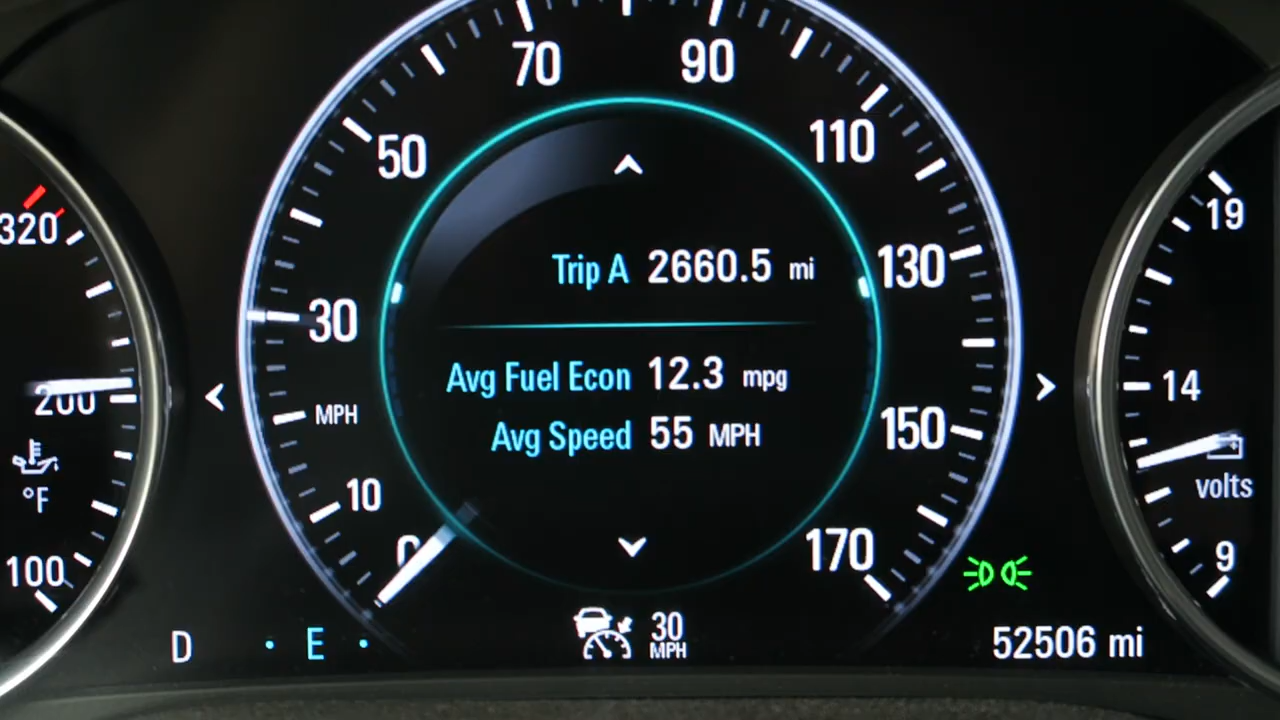 70
90
50
110
320
19
Trip A 2660.5 mi
130
30
Avg Fuel Econ 12.3 mpg
200
14
MPH
Avg Speed 55 MPH
150
10
°F
volts
0
170
100
9
D · E ·
30
MPH
52506 mi